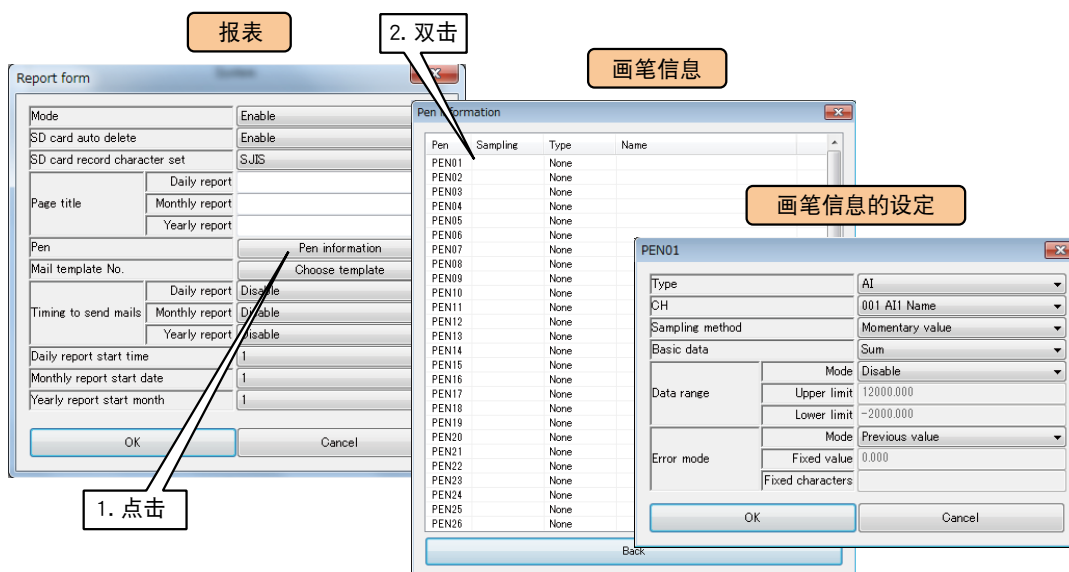 报表
2. 双击
画笔信息
画笔信息的设定
1. 点击
Report form
Mode Enable
SD card auto delete Enable
SD card record character set SJIS
Page title
Daily report
Monthly report
Yearly report
Pen Pen information
Mail template No. Choose template
Timing to send mails
Daily report Disable
Monthly report Disable
Yearly report Disable
Daily report start time 1
Monthly report start date 1
Yearly report start month 1
OK Cancel
Pen information
Pen Sampling Type Name
PEN01 None
PEN02 None
PEN03 None
PEN04 None
PEN05 None
PEN06 None
PEN07 None
PEN08 None
PEN09 None
PEN10 None
PEN11 None
PEN12 None
PEN13 None
PEN14 None
PEN15 None
PEN16 None
PEN17 None
PEN18 None
PEN19 None
PEN20 None
PEN21 None
PEN22 None
PEN23 None
PEN24 None
PEN25 None
PEN26 None
Back
PEN01
Type AI
CH 001 AI1 Name
Sampling method Momentary value
Basic data Sum
Data range
Mode Disable
Upper limit 12000.000
Lower limit -2000.000
Error mode
Mode Previous value
Fixed value 0.000
Fixed characters
OK Cancel